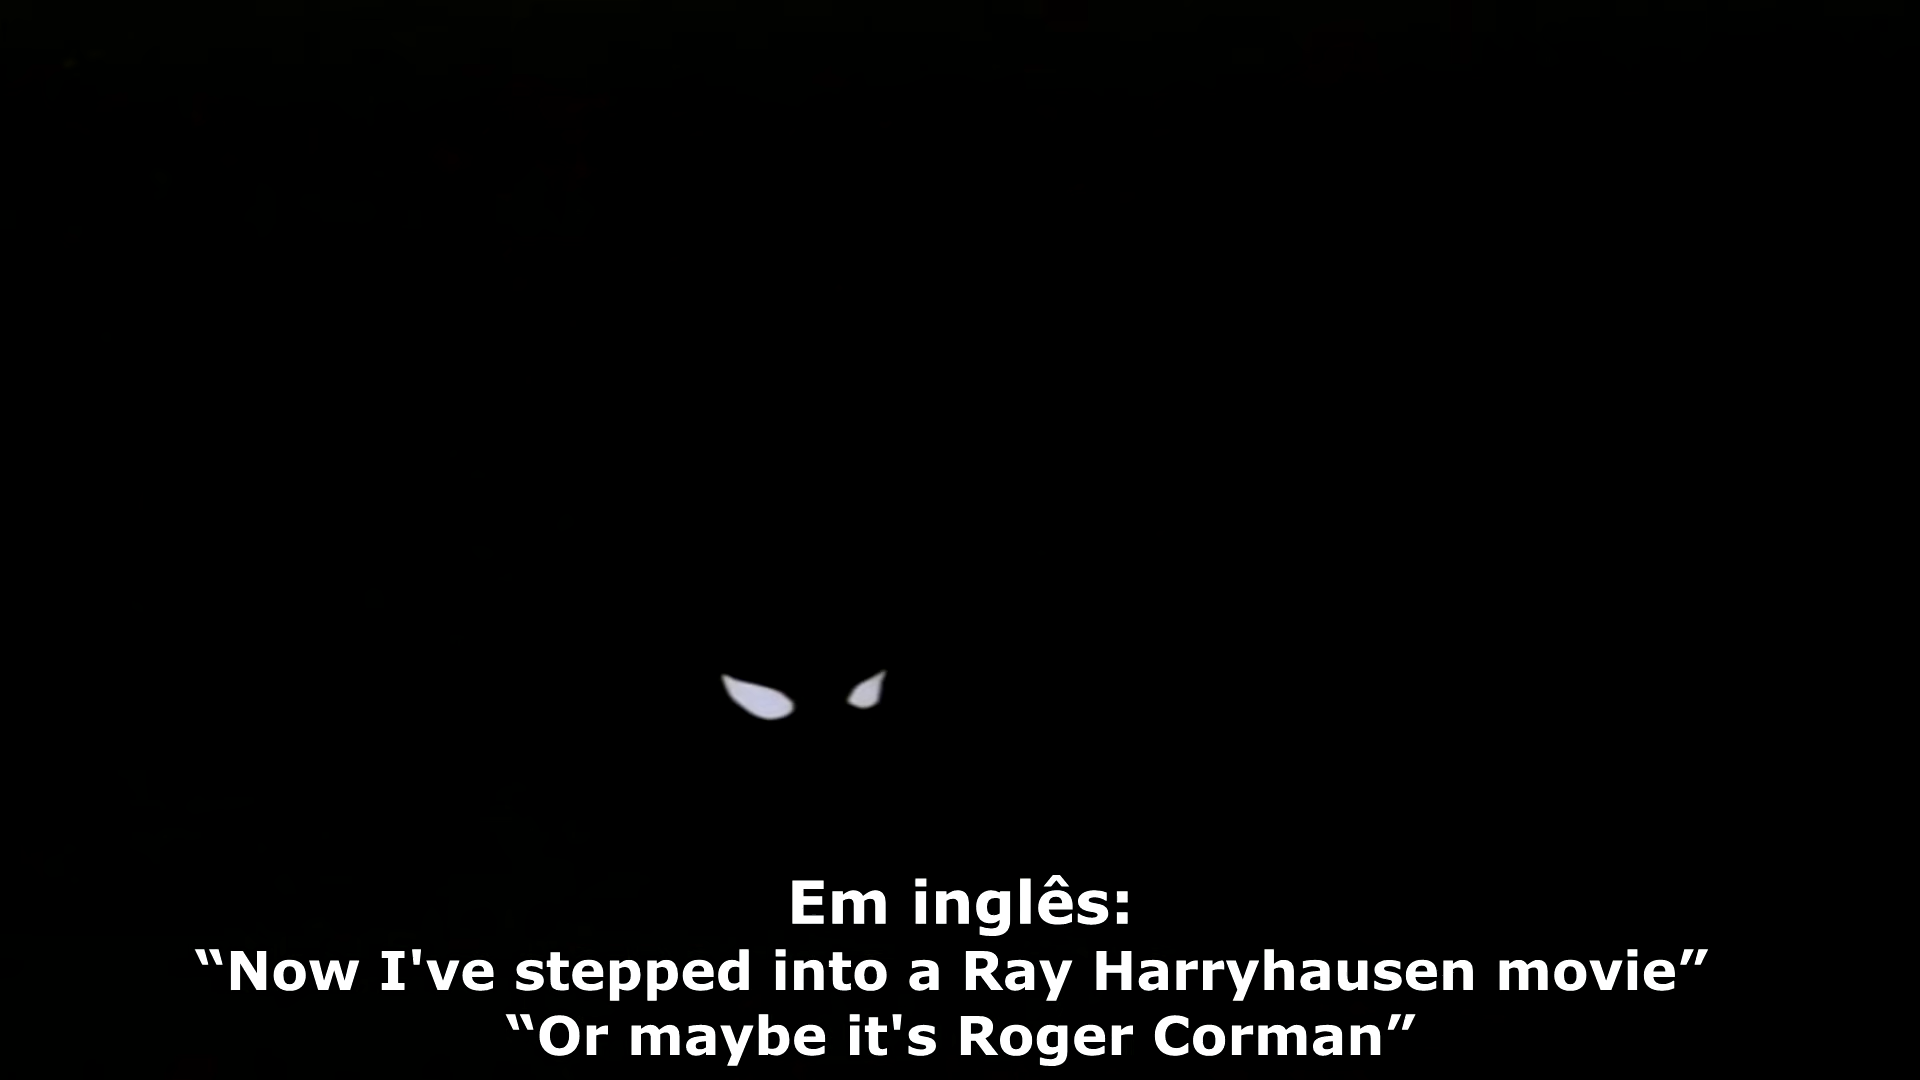 Em inglês:
“Now I've stepped into a Ray Harryhausen movie”
“Or maybe it's Roger Corman”